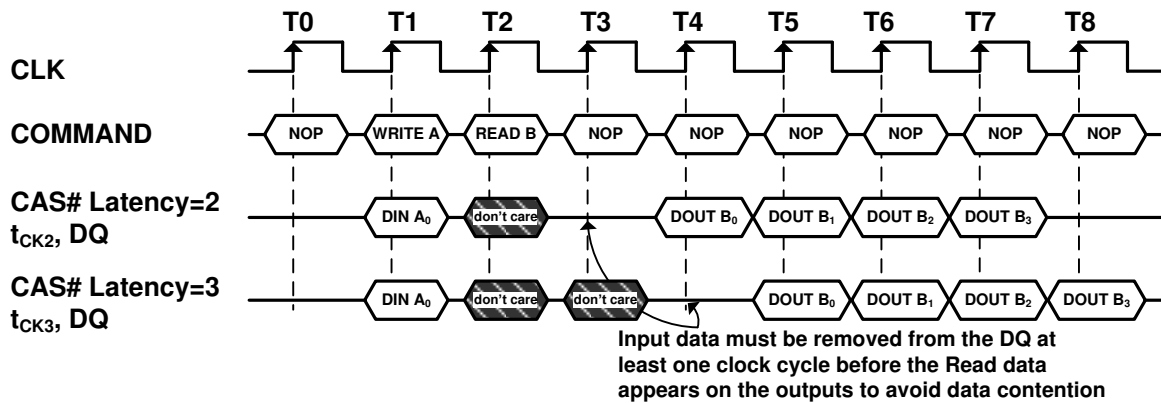 T0 T1 T2 T3 T4 T5 T6 T7 T8
CLK
COMMAND NOP WRITE A READ B NOP NOP NOP NOP NOP NOP
CAS# Latency=2
tCK2, DQ DIN A0 don't care DOUT B0 DOUT B1 DOUT B2 DOUT B3
CAS# Latency=3
tCK3, DQ DIN A0 don't care don't care DOUT B0 DOUT B1 DOUT B2 DOUT B3
Input data must be removed from the DQ at
least one clock cycle before the Read data
appears on the outputs to avoid data contention